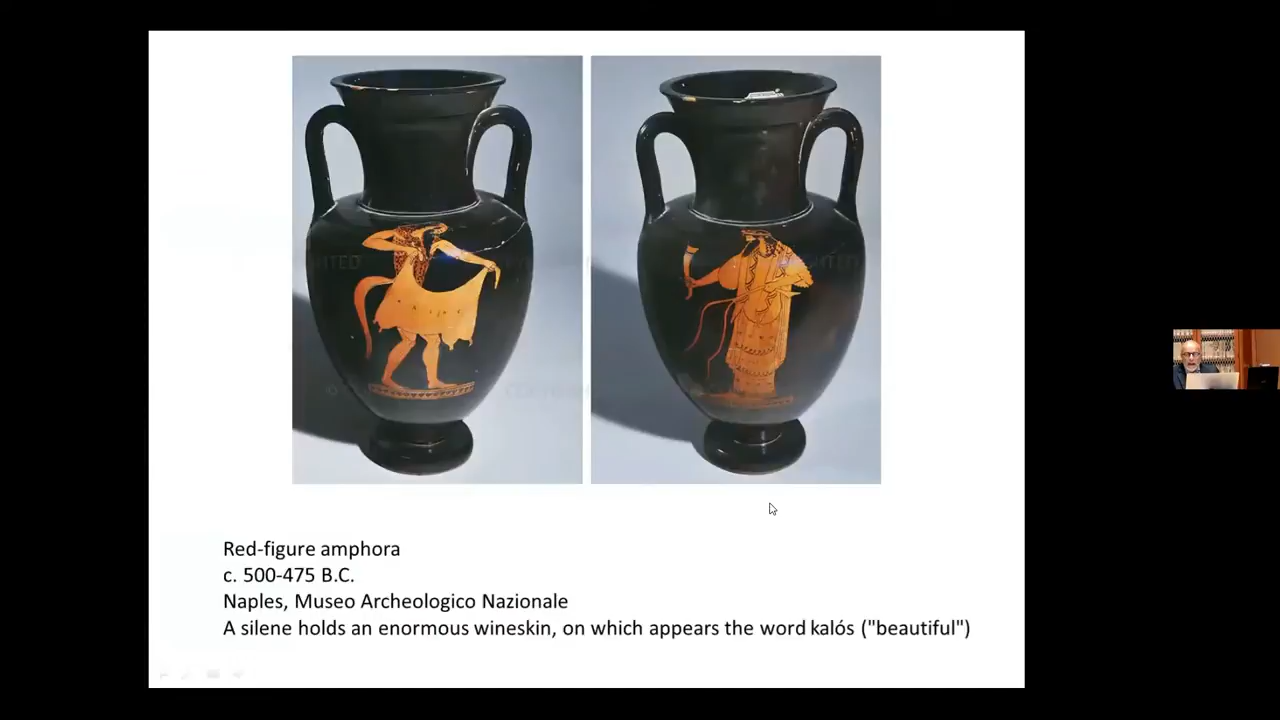 Red-figure amphora
c. 500-475 B.C.
Naples, Museo Archeologico Nazionale
A silene holds an enormous wineskin, on which appears the word kalós ("beautiful")